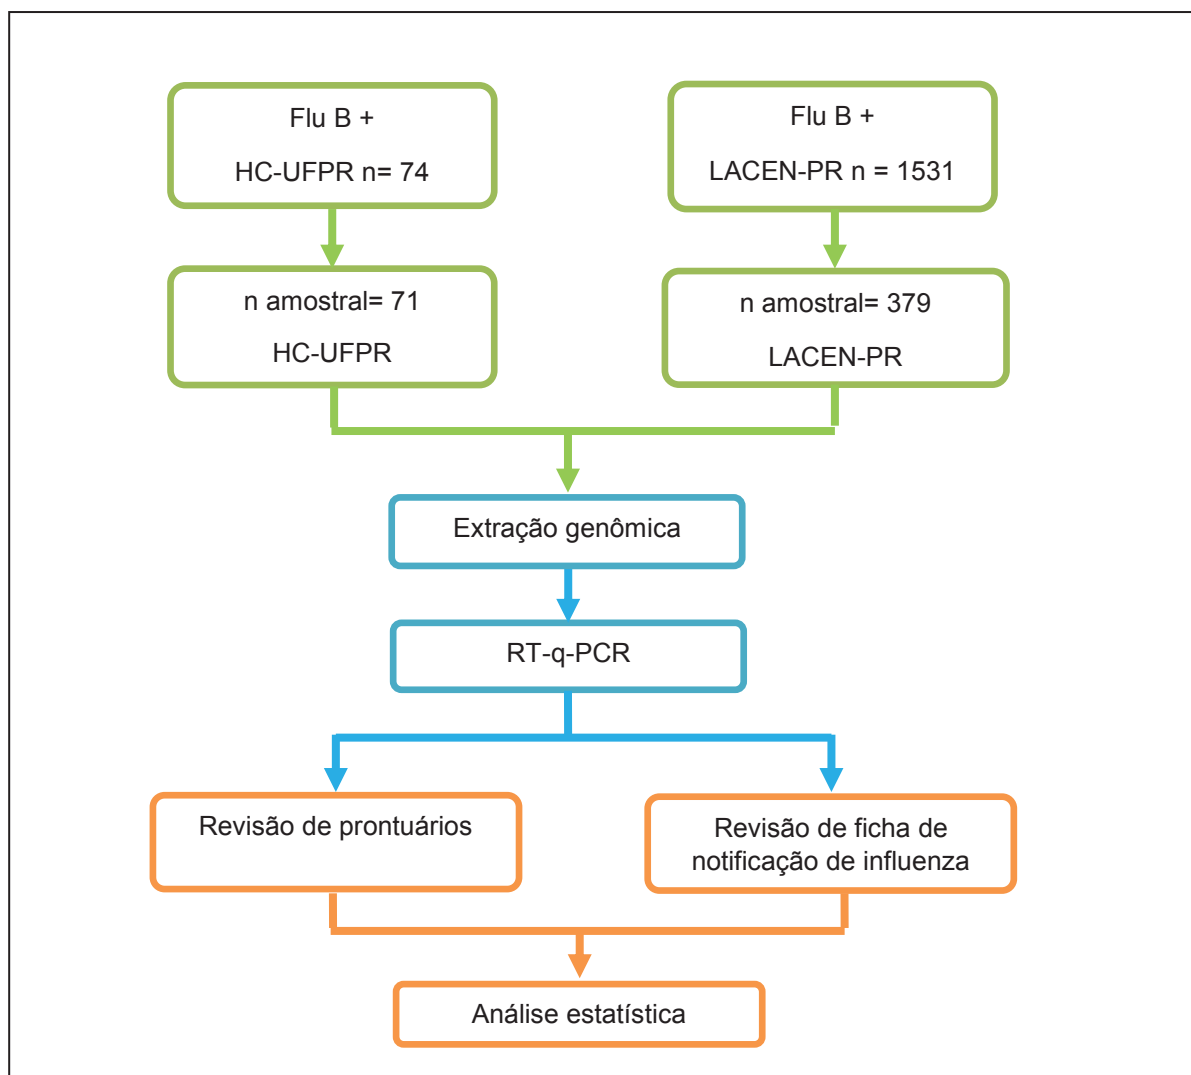 Flu B +
HC-UFPR n= 74
Flu B +
LACEN-PR n = 1531
n amostral= 71
HC-UFPR
n amostral= 379
LACEN-PR
Extração genômica
RT-q-PCR
Revisão de prontuários
Revisão de ficha de
notificação de influenza
Análise estatística